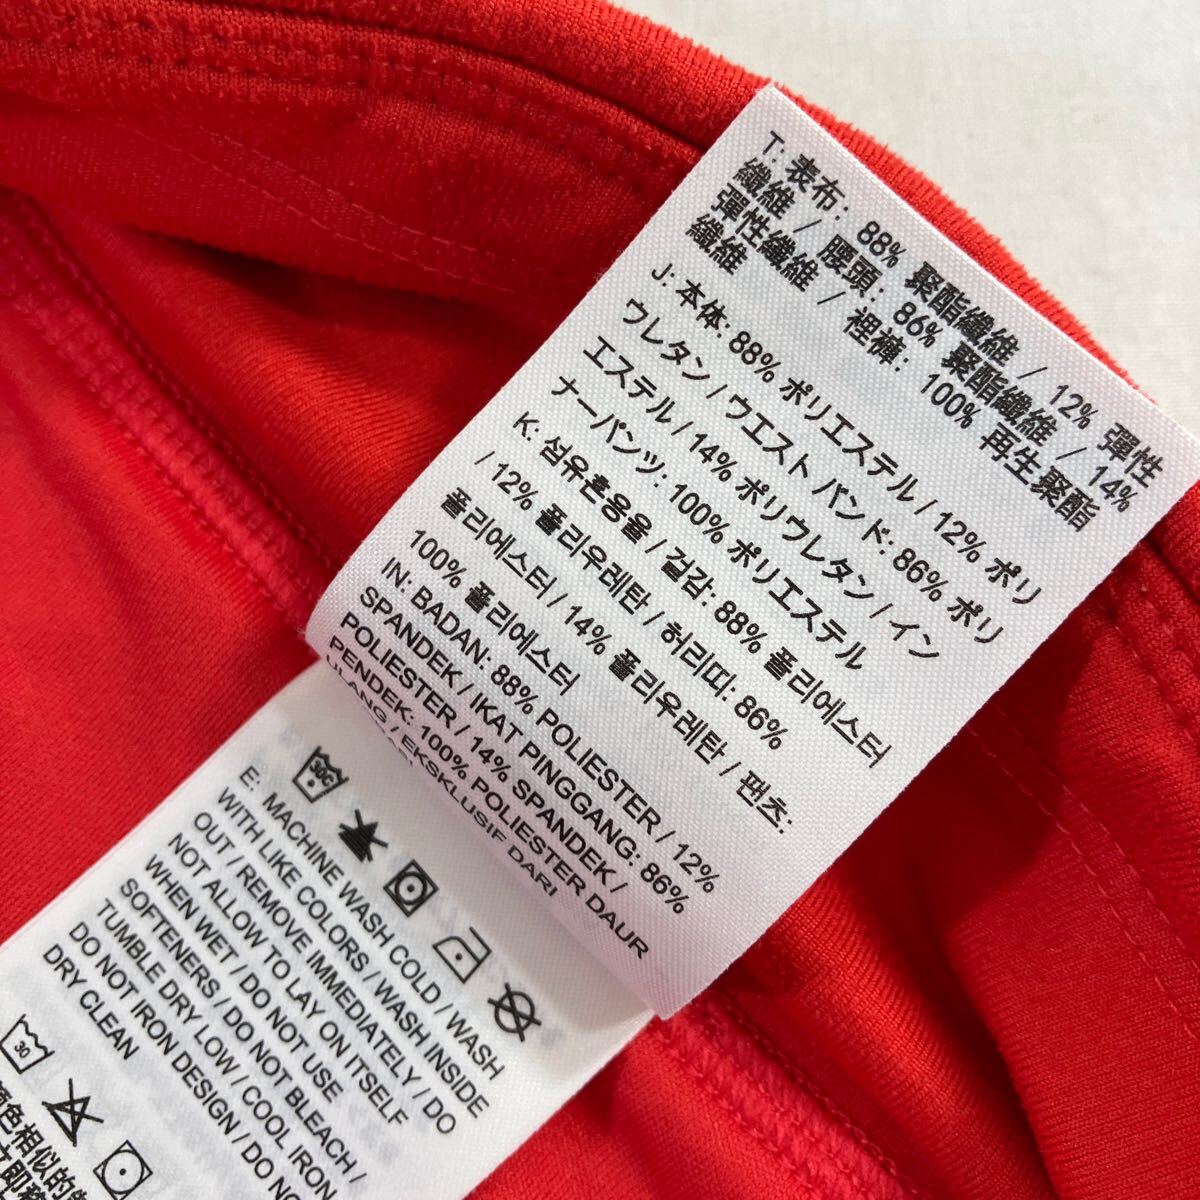 T: 表布: 88% 聚酯纖維 / 12% 彈性
纖維 / 腰頭: 86% 聚酯纖維 / 14%
彈性纖維 / 裡褲: 100% 再生聚酯
纖維
J: 本体: 88% ポリエステル / 12% ポリ
ウレタン / ウエスト バンド: 86% ポリ
エステル / 14% ポリウレタン / イン
ナーパンツ: 100% ポリエステル
K: 섬유혼용율 / 겉감: 88% 폴리에스터
/ 12% 폴리우레탄 / 허리띠: 86%
폴리에스터 / 14% 폴리우레탄 / 팬츠:
100% 폴리에스터
IN: BADAN: 88% POLIESTER / 12%
SPANDEK / IKAT PINGGANG: 86%
POLIESTER / 14% SPANDEK /
PENDEK: 100% POLIESTER DAUR
ULANG / EKSKLUSIF DARI
30C
E: MACHINE WASH COLD / WASH
WITH LIKE COLORS / WASH INSIDE
OUT / REMOVE IMMEDIATELY / DO
NOT ALLOW TO LAY ON ITSELF
WHEN WET / DO NOT USE
SOFTENERS / DO NOT BLEACH /
TUMBLE DRY LOW / COOL IRON
DO NOT IRON DESIGN / DO NOT
DRY CLEAN
30
色相似的
立即移